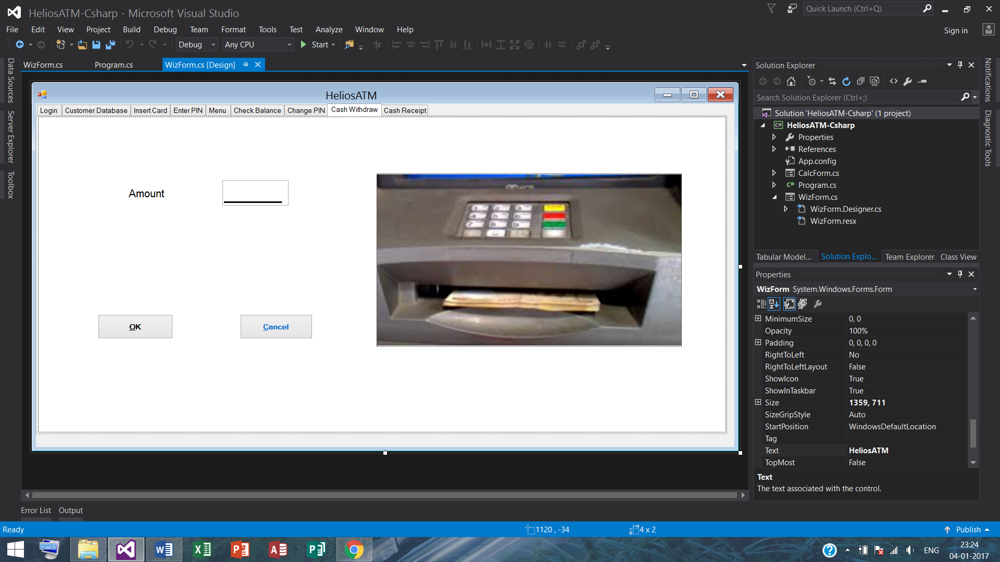 HeliosATM-Csharp - Microsoft Visual Studio
Quick Launch (Ctrl+Q)
File Edit View Project Build Debug Team Format Tools Test Analyze Window Help
Sign in
Debug Any CPU Start
WizForm.cs Program.cs WizForm.cs [Design]
Data Sources
Server Explorer
Toolbox
HeliosATM
Login Customer Database Insert Card Enter PIN Menu Check Balance Change PIN Cash Withdraw Cash Receipt
Amount
OK Cancel
Solution Explorer
Search Solution Explorer (Ctrl+;)
Solution 'HeliosATM-Csharp' (1 project)
C# HeliosATM-Csharp
Properties
References
App.config
CalcForm.cs
C# Program.cs
WizForm.cs
WizForm.Designer.cs
WizForm.resx
Tabular Model... Solution Explo... Team Explorer Class View
Notifications
Diagnostic Tools
Properties
WizForm System.Windows.Forms.Form
MinimumSize 0, 0
Opacity 100%
Padding 0, 0, 0, 0
RightToLeft No
RightToLeftLayout False
ShowIcon True
ShowInTaskbar True
Size 1359, 711
SizeGripStyle Auto
StartPosition WindowsDefaultLocation
Tag
Text HeliosATM
TopMost False
Text
The text associated with the control.
Error List Output
Ready 1120 , -34 4 x 2 Publish
ENG 23:24
04-01-2017